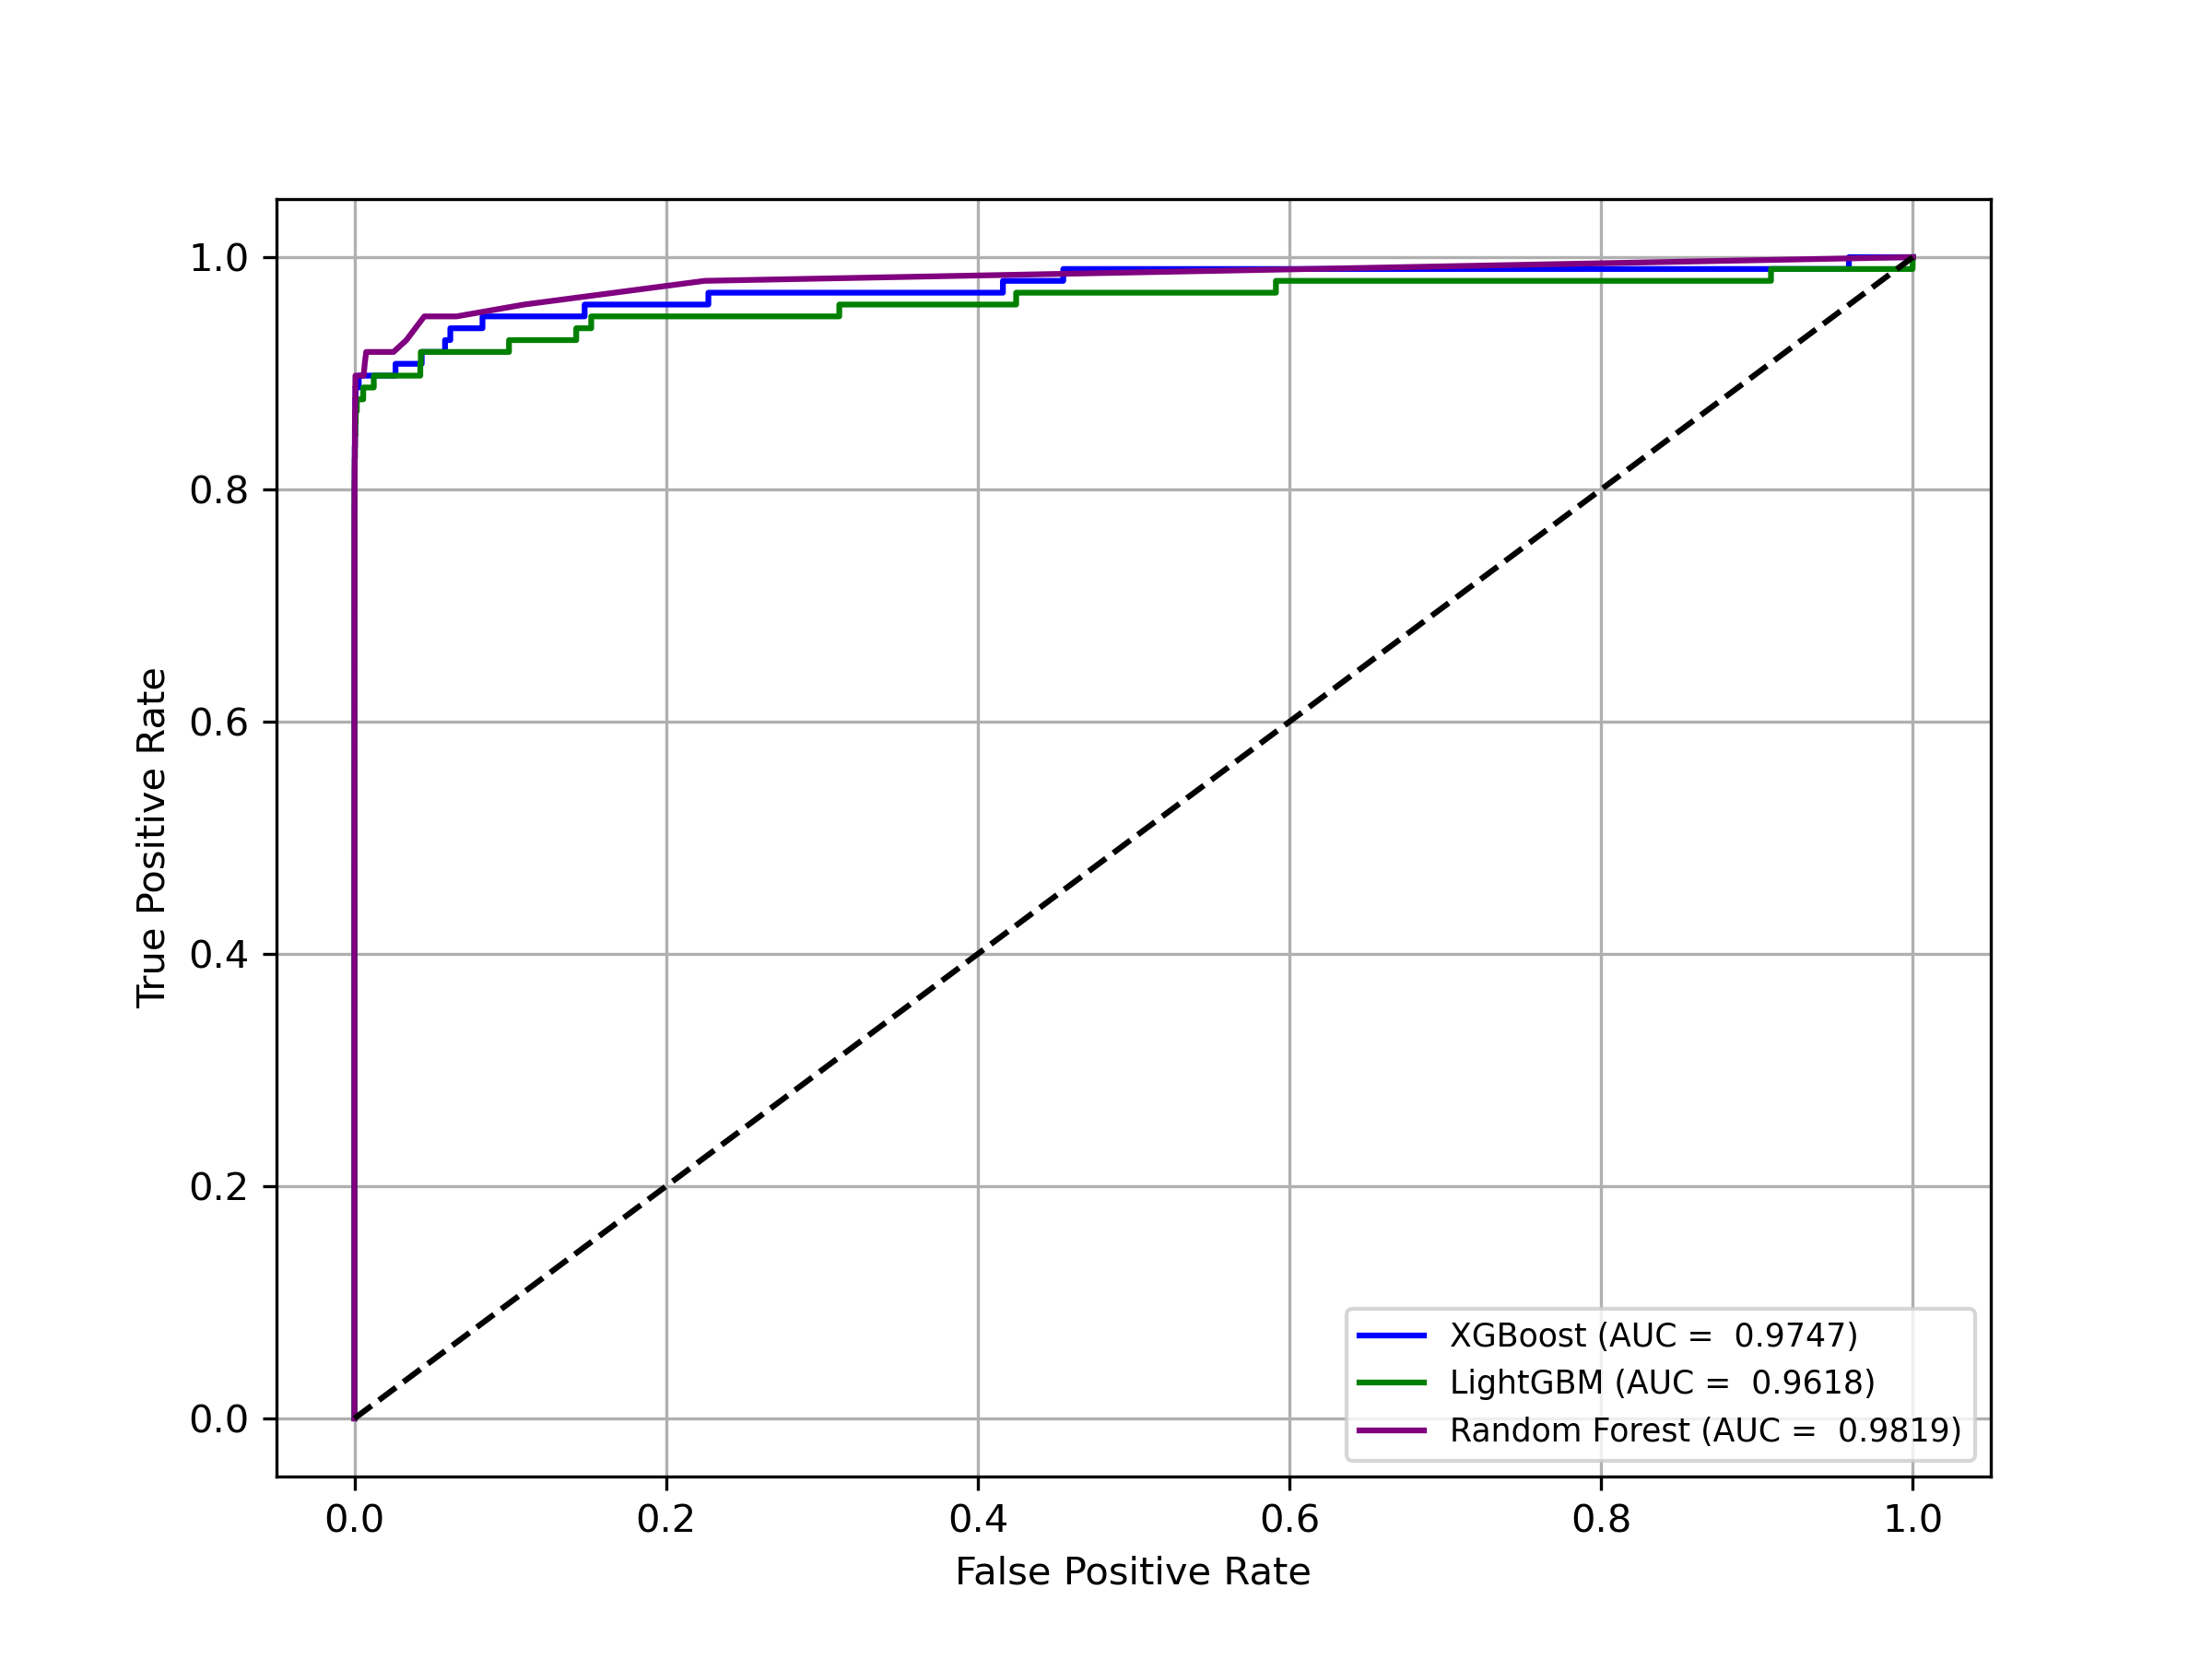 1.0
0.8
0.6
0.4
0.2
0.0
True Positive Rate
0.0 0.2 0.4 0.6 0.8 1.0
False Positive Rate
XGBoost (AUC = 0.9747)
LightGBM (AUC = 0.9618)
Random Forest (AUC = 0.9819)